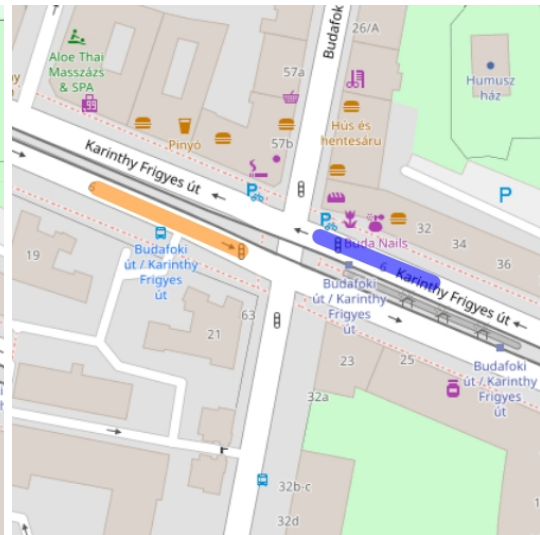 Budafok
26/A
Aloe Thai
Masszázs
& SPA
57a
Humusz
ház
Pinyó
57b
Hús és
hentesáru
Karinthy Frigyes út
P
6
32
34
36
Buda Nails
19
Budafoki
út / Karinthy
Frigyes
út
6 Karinthy Frigyes út
Budafoki
út / Karinthy
Frigyes
út
63
21
23
25
Budafoki
út / Karinthy
Frigyes
út
32a
32b-c
32d